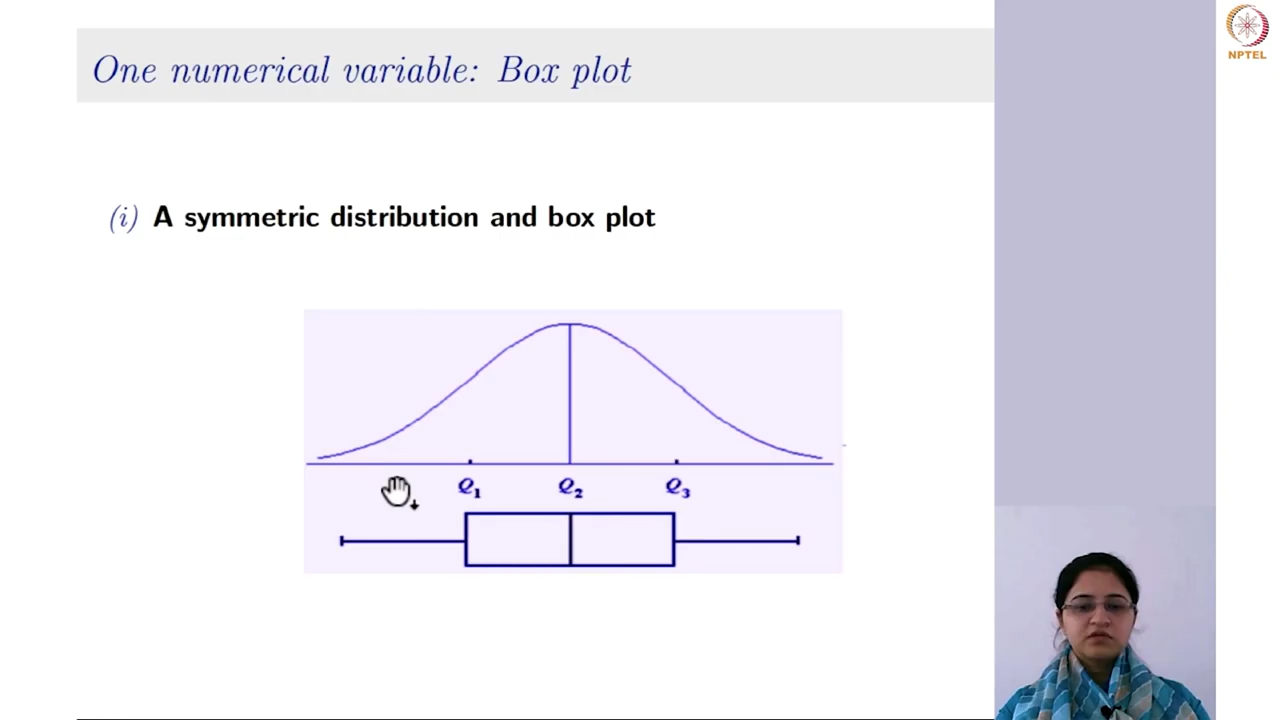 One numerical variable: Box plot
NPTEL
(i) A symmetric distribution and box plot
Q1 Q2 Q3